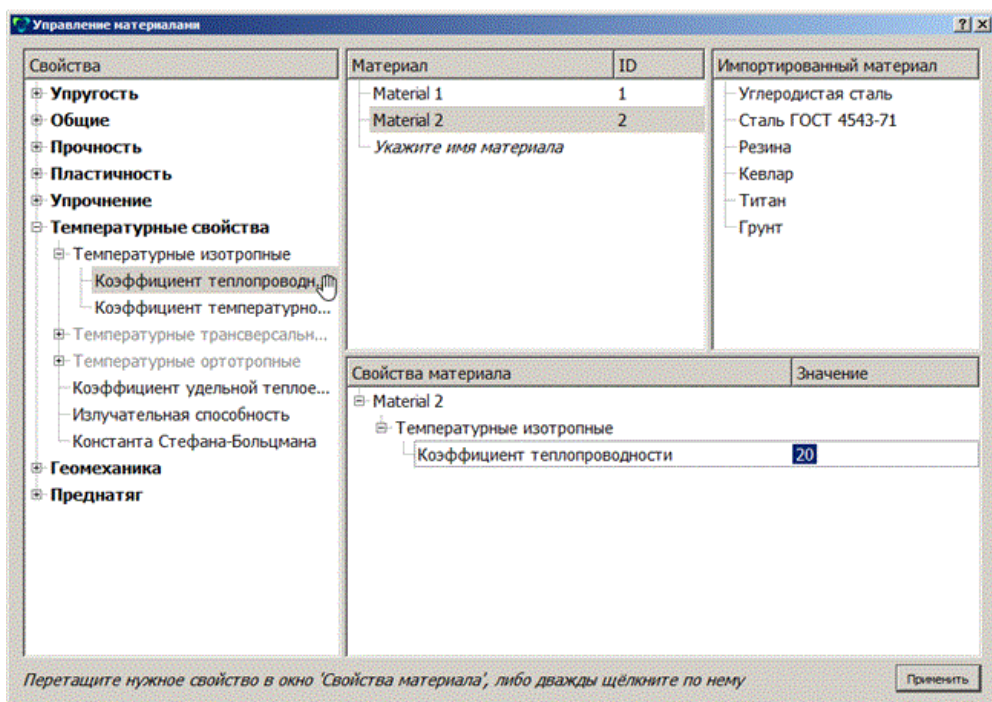 Управление материалами
Свойства
Упругость
Общие
Прочность
Пластичность
Упрочнение
Температурные свойства
Температурные изотропные
Коэффициент теплопроводн...
Коэффициент температурно...
Температурные трансверсальн...
Температурные ортотропные
Коэффициент удельной теплое...
Излучательная способность
Константа Стефана-Больцмана
Геомеханика
Преднатяг
Материал ID
Material 1 1
Material 2 2
Укажите имя материала
Импортированный материал
Углеродистая сталь
Сталь ГОСТ 4543-71
Резина
Кевлар
Титан
Грунт
Свойства материала Значение
Material 2
Температурные изотропные
Коэффициент теплопроводности 20
Перетащите нужное свойство в окно 'Свойства материала', либо дважды щёлкните по нему
Применить